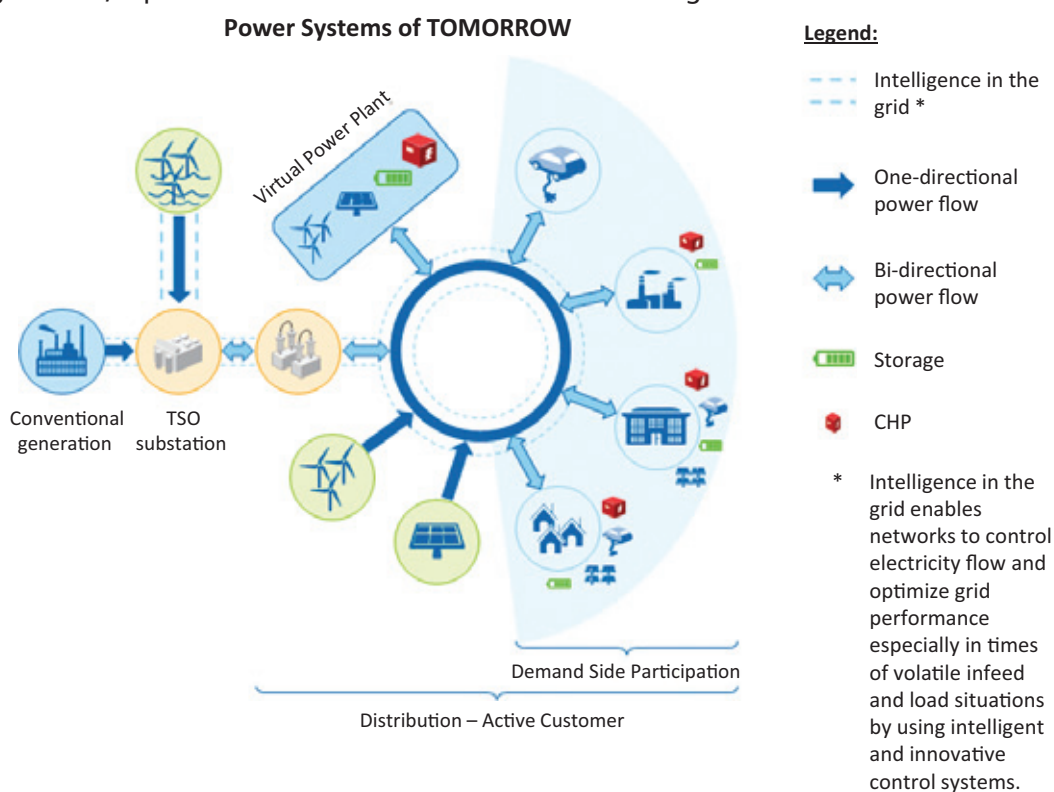 Power Systems of TOMORROW
Virtual Power Plant
Conventional
generation
TSO
substation
Demand Side Participation
Distribution – Active Customer
Legend:
Intelligence in the
grid *
One-directional
power flow
Bi-directional
power flow
Storage
CHP
* Intelligence in the
grid enables
networks to control
electricity flow and
optimize grid
performance
especially in times
of volatile infeed
and load situations
by using intelligent
and innovative
control systems.